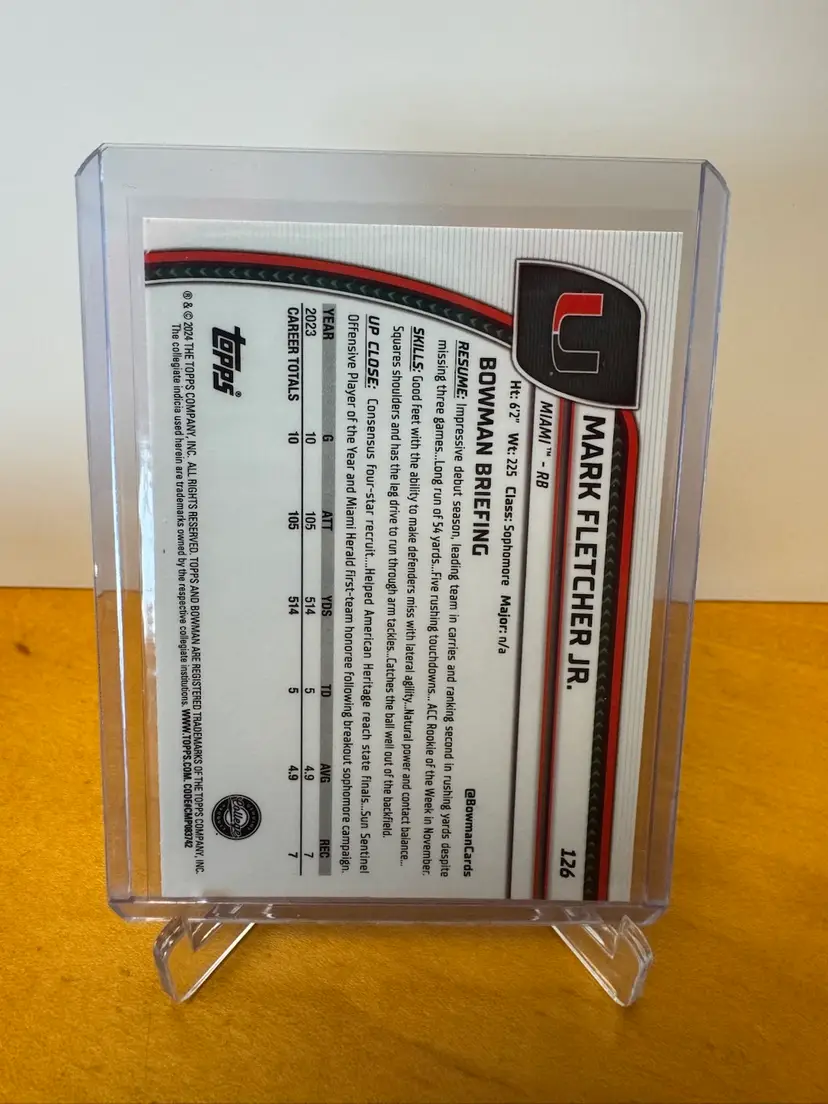 MARK FLETCHER JR.
126
MIAMI™ - RB
Ht: 6'2" Wt: 225 Class: Sophomore Major: n/a
BOWMAN BRIEFING
@BowmanCards
RESUME: Impressive debut season, leading team in carries and ranking second in rushing yards despite
missing three games...Long run of 54 yards...Five rushing touchdowns... ACC Rookie of the Week in November.
SKILLS: Good feet with the ability to make defenders miss with lateral agility...Natural power and contact balance...
Squares shoulders and has the leg drive to run through arm tackles...Catches the ball well out of the backfield.
UP CLOSE: Consensus four-star recruit....Helped American Heritage reach state finals...Sun Sentinel
Offensive Player of the Year and Miami Herald first-team honoree following breakout sophomore campaign.
YEAR G ATT YDS TD AVG REC
2023 10 105 514 5 4.9 7
CAREER TOTALS 10 105 514 5 4.9 7
topps®
® & © 2024 THE TOPPS COMPANY, INC. ALL RIGHTS RESERVED. TOPPS AND BOWMAN ARE REGISTERED TRADEMARKS OF THE TOPPS COMPANY, INC.
The collegiate indicia used herein are trademarks owned by the respective collegiate institutions. WWW.TOPPS.COM. CODE#CMP083742